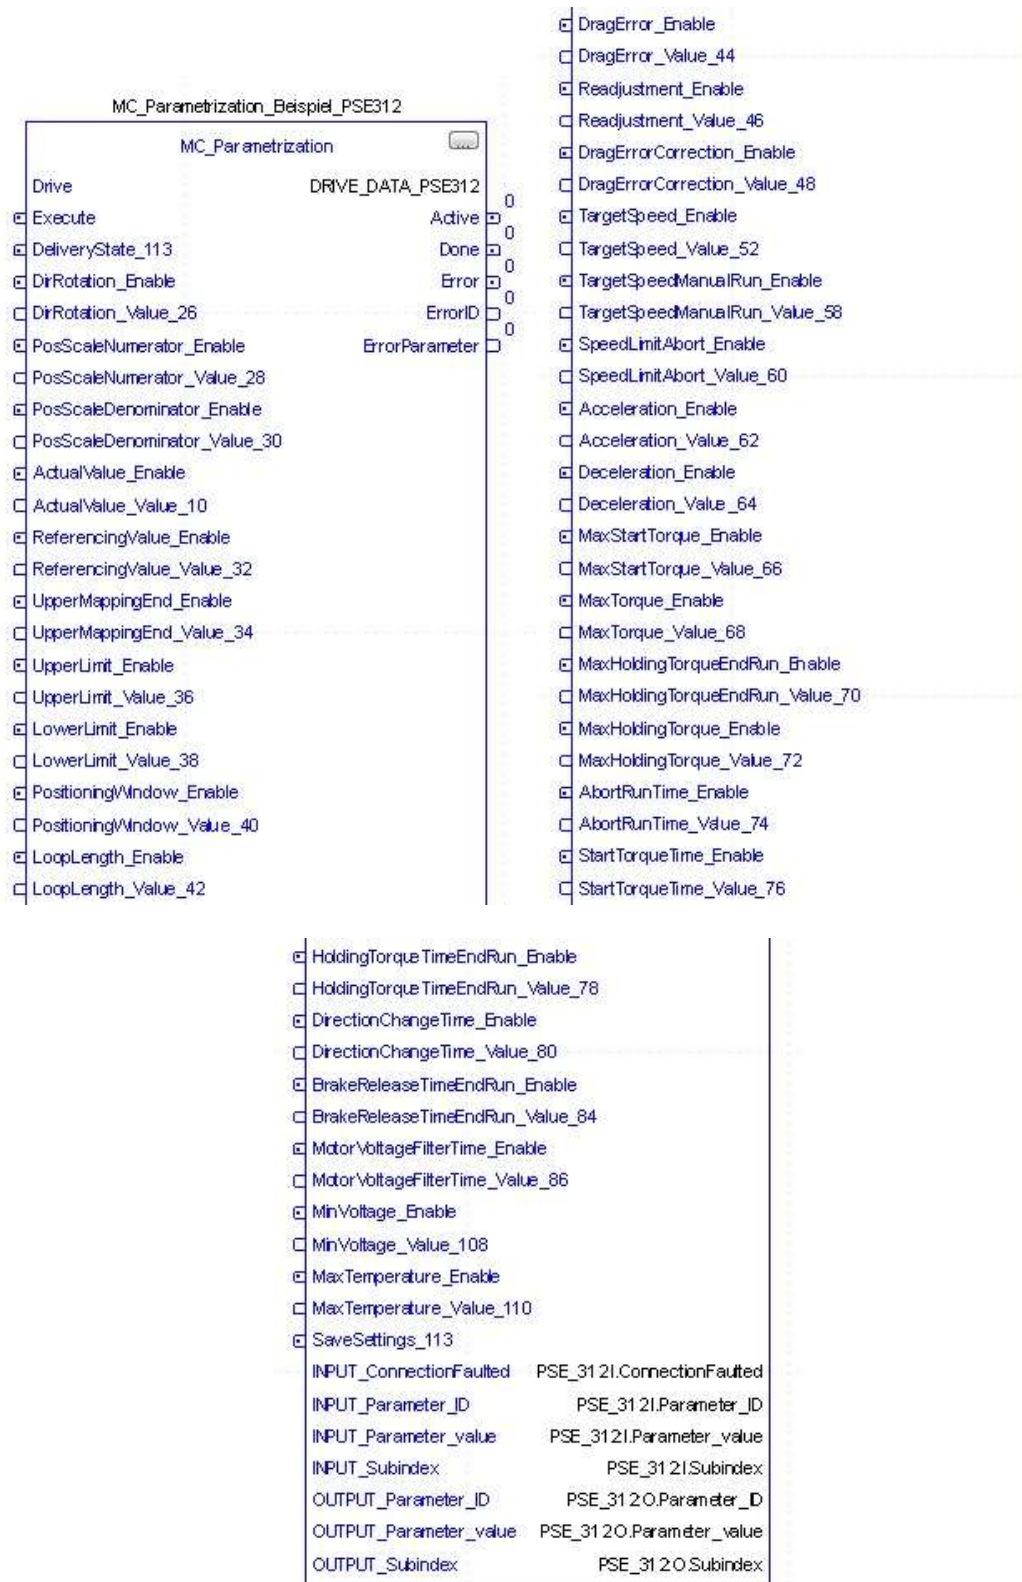 MC_Parametrization_Beispiel_PSE312
MC_Parametrization
...
Drive DRIVE_DATA_PSE312
0
Execute Active
0
DeliveryState_113 Done
0
DirRotation_Enable Error
0
DirRotation_Value_26 ErrorID
0
PosScaleNumerator_Enable ErrorParameter
PosScaleNumerator_Value_28
PosScaleDenominator_Enable
PosScaleDenominator_Value_30
ActualValue_Enable
ActualValue_Value_10
ReferencingValue_Enable
ReferencingValue_Value_32
UpperMappingEnd_Enable
UpperMappingEnd_Value_34
UpperLimit_Enable
UpperLimit_Value_36
LowerLimit_Enable
LowerLimit_Value_38
PositioningWindow_Enable
PositioningWindow_Value_40
LoopLength_Enable
LoopLength_Value_42
DragError_Enable
DragError_Value_44
Readjustment_Enable
Readjustment_Value_46
DragErrorCorrection_Enable
DragErrorCorrection_Value_48
TargetSpeed_Enable
TargetSpeed_Value_52
TargetSpeedManualRun_Enable
TargetSpeedManualRun_Value_58
SpeedLimitAbort_Enable
SpeedLimitAbort_Value_60
Acceleration_Enable
Acceleration_Value_62
Deceleration_Enable
Deceleration_Value_64
MaxStartTorque_Enable
MaxStartTorque_Value_66
MaxTorque_Enable
MaxTorque_Value_68
MaxHoldingTorqueEndRun_Enable
MaxHoldingTorqueEndRun_Value_70
MaxHoldingTorque_Enable
MaxHoldingTorque_Value_72
AbortRunTime_Enable
AbortRunTime_Value_74
StartTorqueTime_Enable
StartTorqueTime_Value_76
HoldingTorqueTimeEndRun_Enable
HoldingTorqueTimeEndRun_Value_78
DirectionChangeTime_Enable
DirectionChangeTime_Value_80
BrakeReleaseTimeEndRun_Enable
BrakeReleaseTimeEndRun_Value_84
MotorVoltageFilterTime_Enable
MotorVoltageFilterTime_Value_86
MinVoltage_Enable
MinVoltage_Value_108
MaxTemperature_Enable
MaxTemperature_Value_110
SaveSettings_113
INPUT_ConnectionFaulted PSE_312I.ConnectionFaulted
INPUT_Parameter_ID PSE_312I.Parameter_ID
INPUT_Parameter_value PSE_312I.Parameter_value
INPUT_Subindex PSE_312I.Subindex
OUTPUT_Parameter_ID PSE_312O.Parameter_ID
OUTPUT_Parameter_value PSE_312O.Parameter_value
OUTPUT_Subindex PSE_312O.Subindex